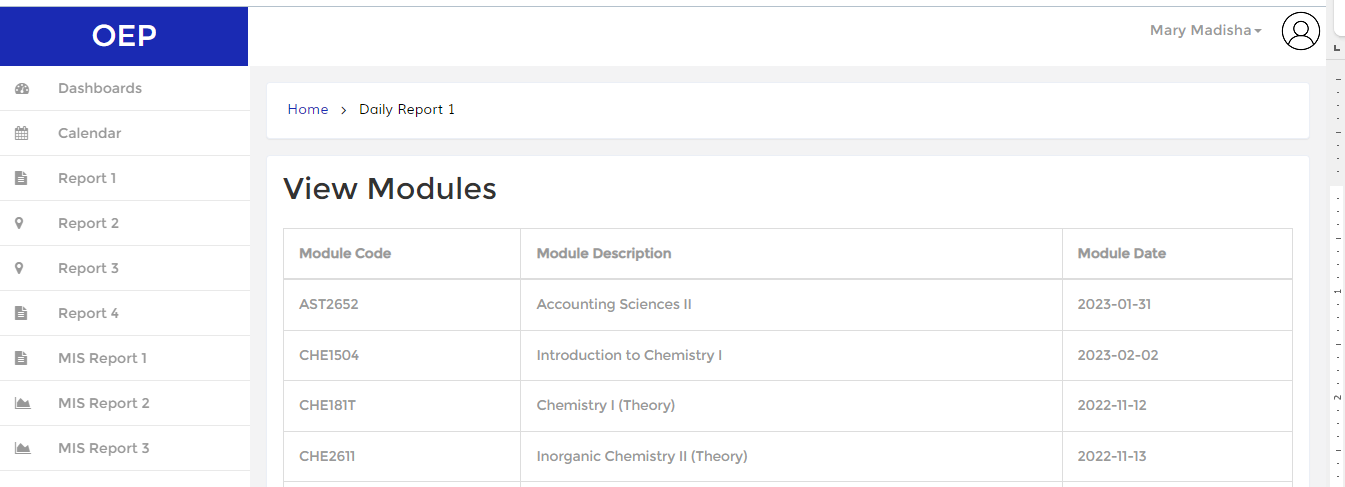 OEP
Mary Madisha
Dashboards
Calendar
Report 1
Report 2
Report 3
Report 4
MIS Report 1
MIS Report 2
MIS Report 3
Home > Daily Report 1
View Modules
Module Code Module Description Module Date
AST2652 Accounting Sciences II 2023-01-31
CHE1504 Introduction to Chemistry I 2023-02-02
CHE181T Chemistry I (Theory) 2022-11-12
CHE2611 Inorganic Chemistry II (Theory) 2022-11-13
1
2